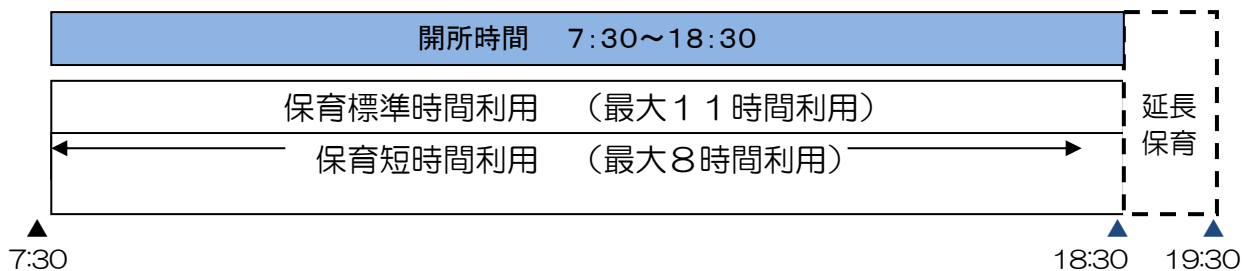 開所時間　7:30～18:30
保育標準時間利用　（最大１１時間利用）
保育短時間利用　（最大８時間利用）
延長
保育
▲
▲
▲
7:30
18:30
19:30